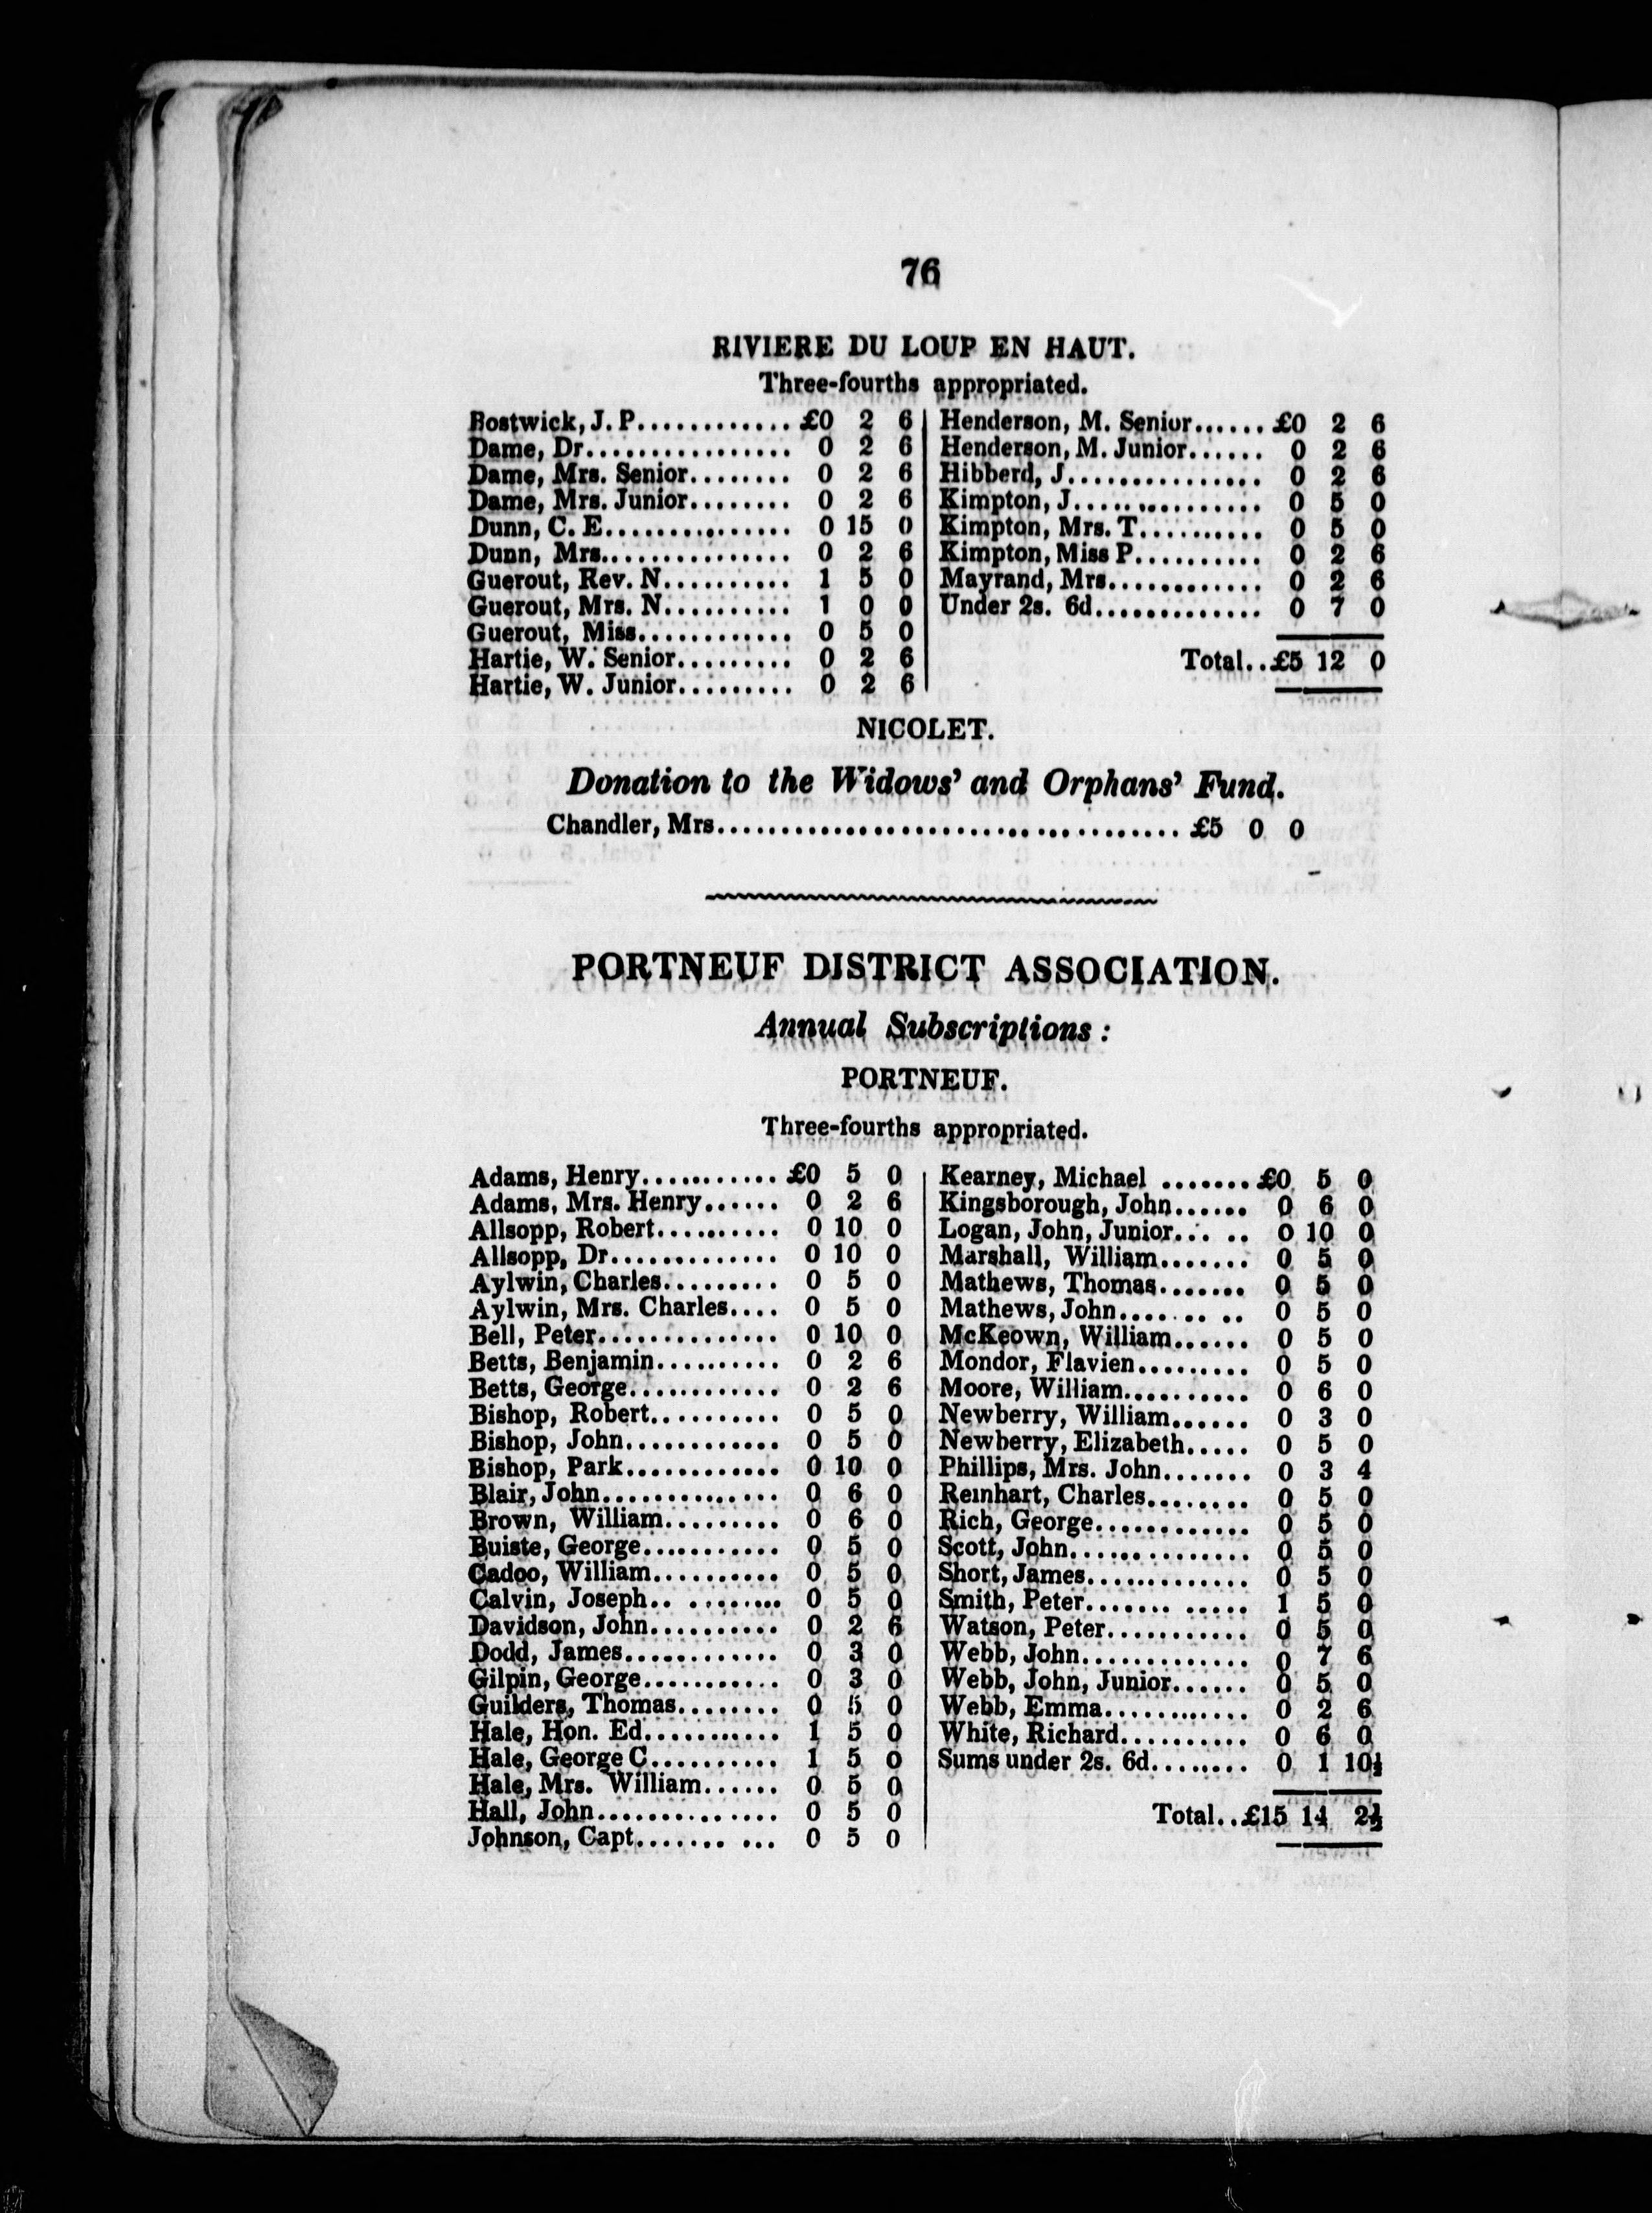 76
RIVIERE DU LOUP EN HAUT.
Three-fourths appropriated.
Bostwick, J. P............ £0 2 6
Dame, Dr................ 0 2 6
Dame, Mrs. Senior........ 0 2 6
Dame, Mrs. Junior........ 0 2 6
Dunn, C. E.............. 0 15 0
Dunn, Mrs............... 0 2 6
Guerout, Rev. N.......... 1 5 0
Guerout, Mrs. N.......... 1 0 0
Guerout, Miss............ 0 5 0
Hartie, W. Senior......... 0 2 6
Hartie, W. Junior......... 0 2 6
Henderson, M. Senior...... £0 2 6
Henderson, M. Junior...... 0 2 6
Hibberd, J............... 0 2 6
Kimpton, J............... 0 5 0
Kimpton, Mrs. T.......... 0 5 0
Kimpton, Miss P.......... 0 2 6
Mayrand, Mrs............ 0 2 6
Under 2s. 6d............. 0 7 0
Total.. £5 12 0
NICOLET.
Donation to the Widows' and Orphans' Fund.
Chandler, Mrs..................................... £5 0 0
PORTNEUF DISTRICT ASSOCIATION.
Annual Subscriptions:
PORTNEUF.
Three-fourths appropriated.
Adams, Henry........... £0 5 0
Adams, Mrs. Henry...... 0 2 6
Allsopp, Robert.......... 0 10 0
Allsopp, Dr............. 0 10 0
Aylwin, Charles......... 0 5 0
Aylwin, Mrs. Charles.... 0 5 0
Bell, Peter.............. 0 10 0
Betts, Benjamin.......... 0 2 6
Betts, George............ 0 2 6
Bishop, Robert.......... 0 5 0
Bishop, John............ 0 5 0
Bishop, Park............ 0 10 0
Blair, John.............. 0 6 0
Brown, William......... 0 6 0
Buiste, George........... 0 5 0
Cadoo, William.......... 0 5 0
Calvin, Joseph.. ........ 0 5 0
Davidson, John.......... 0 2 6
Dodd, James............ 0 3 0
Gilpin, George........... 0 3 0
Guilders, Thomas........ 0 5 0
Hale, Hon. Ed........... 1 5 0
Hale, George C.......... 1 5 0
Hale, Mrs. William...... 0 5 0
Hall, John.............. 0 5 0
Johnson, Capt....... ... 0 5 0
Kearney, Michael ....... £0 5 0
Kingsborough, John...... 0 6 0
Logan, John, Junior... .. 0 10 0
Marshall, William....... 0 5 0
Mathews, Thomas....... 0 5 0
Mathews, John....... .. 0 5 0
McKeown, William...... 0 5 0
Mondor, Flavien......... 0 5 0
Moore, William.......... 0 6 0
Newberry, William...... 0 3 0
Newberry, Elizabeth..... 0 5 0
Phillips, Mrs. John....... 0 3 4
Reinhart, Charles........ 0 5 0
Rich, George............ 0 5 0
Scott, John.............. 0 5 0
Short, James............. 0 5 0
Smith, Peter....... ..... 1 5 0
Watson, Peter........... 0 5 0
Webb, John............. 0 7 6
Webb, John, Junior...... 0 5 0
Webb, Emma........... 0 2 6
White, Richard.......... 0 6 0
Sums under 2s. 6d........ 0 1 10½
Total.. £15 14 2½